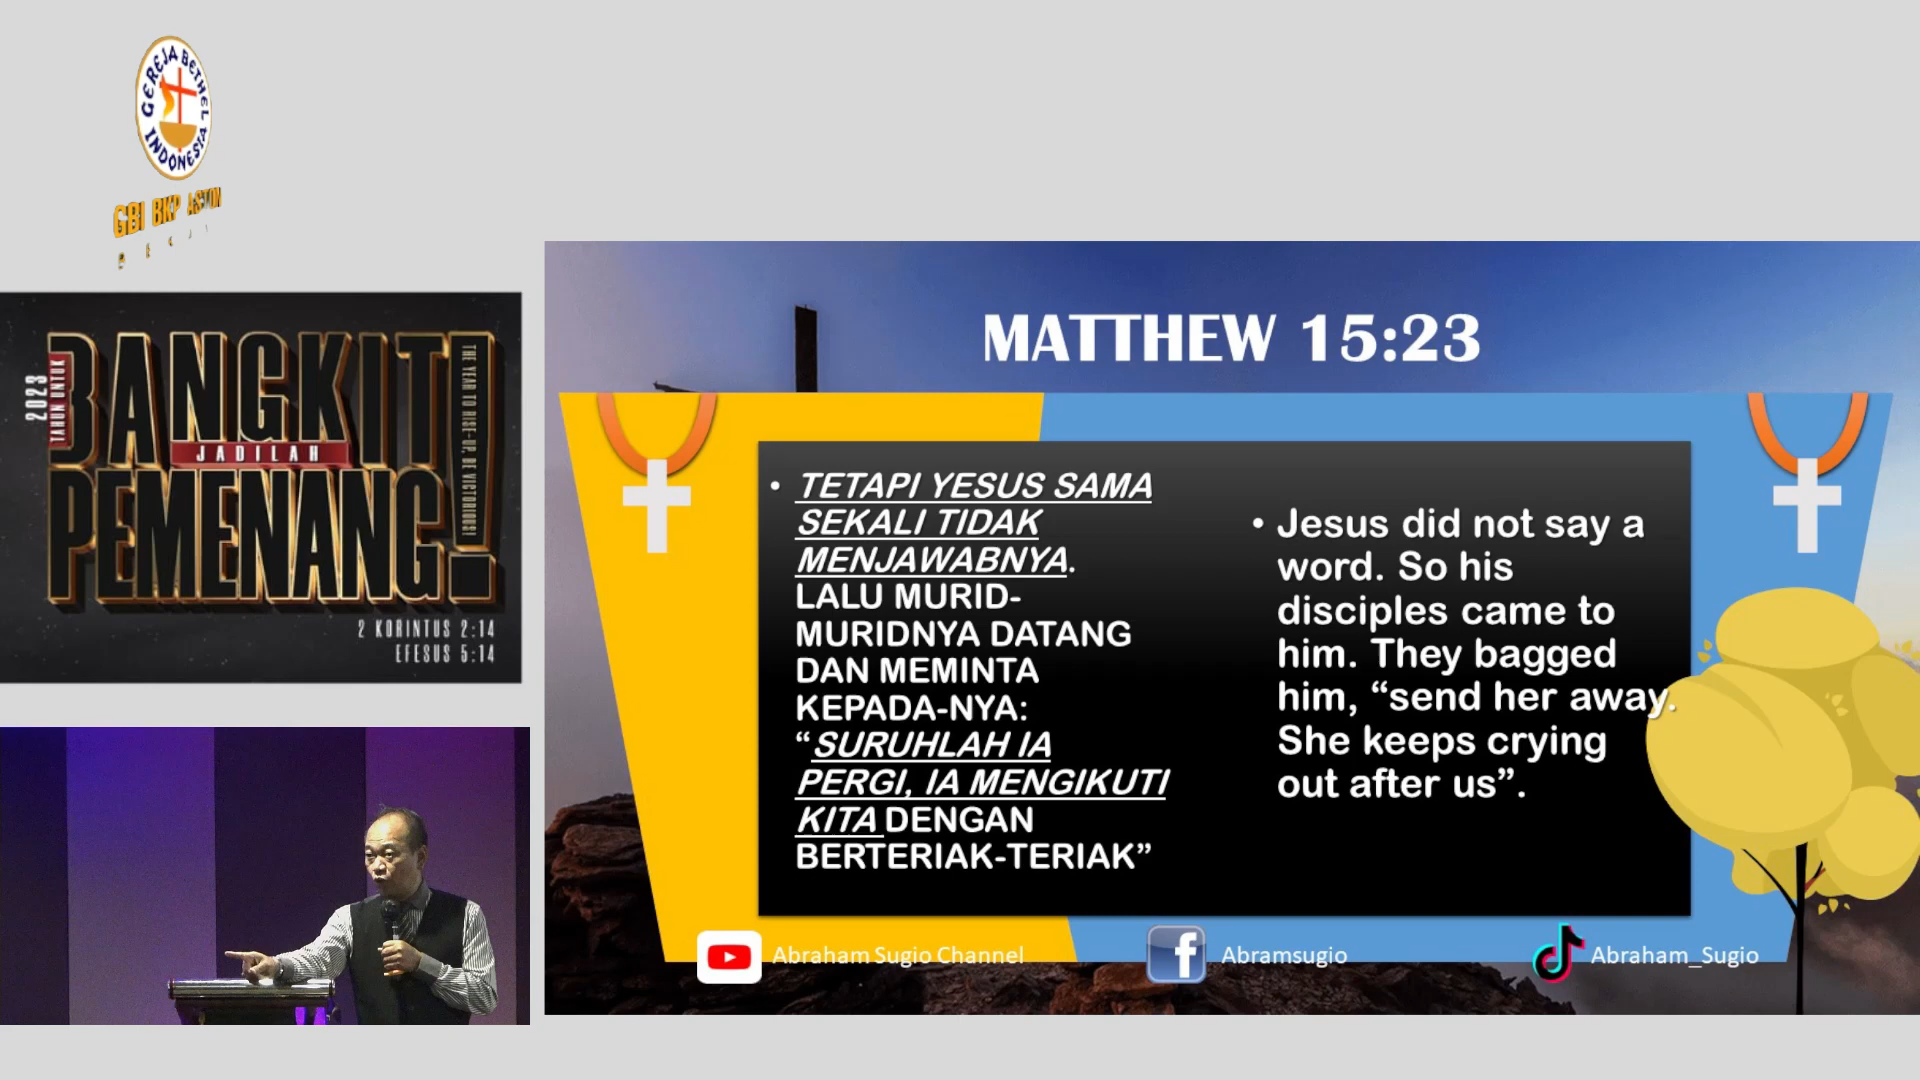 GEREJA BETHEL INDONESIA
GBI BKP ASTON
2023
TAHUN UNTUK
BANGKIT
JADILAH
PEMENANG!
THE YEAR TO RISE-UP, BE VICTORIOUS!
2 KORINTUS 2:14
EFESUS 5:14
MATTHEW 15:23
• TETAPI YESUS SAMA
SEKALI TIDAK
MENJAWABNYA.
LALU MURID-
MURIDNYA DATANG
DAN MEMINTA
KEPADA-NYA:
“SURUHLAH IA
PERGI, IA MENGIKUTI
KITA DENGAN
BERTERIAK-TERIAK”
• Jesus did not say a
word. So his
disciples came to
him. They bagged
him, “send her away.
She keeps crying
out after us”.
Abraham Sugio Channel
Abramsugio
Abraham_Sugio